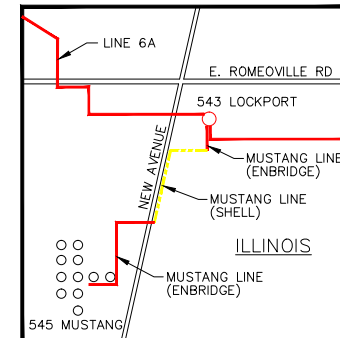 LINE 6A
E. ROMEOVILLE RD
543 LOCKPORT
NEW AVENUE
MUSTANG LINE
(ENBRIDGE)
MUSTANG LINE
(SHELL)
ILLINOIS
MUSTANG LINE
(ENBRIDGE)
545 MUSTANG